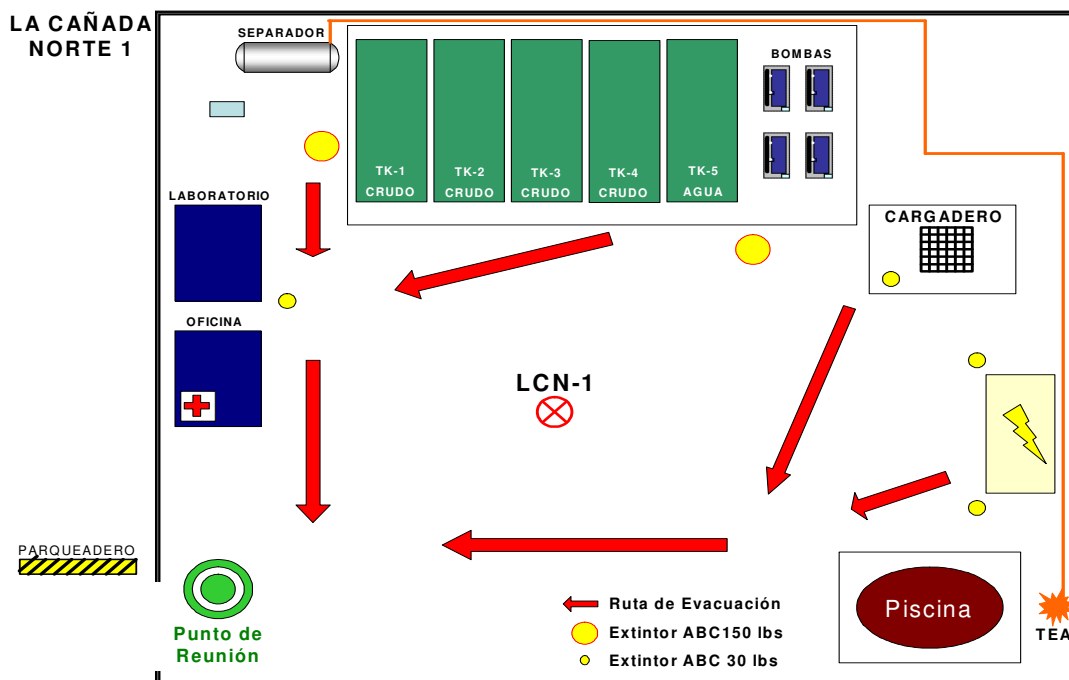 LA CAÑADA
NORTE 1
SEPARADOR
BOMBAS
TK-1
CRUDO
TK-2
CRUDO
TK-3
CRUDO
TK-4
CRUDO
TK-5
AGUA
LABORATORIO
CARGADERO
OFICINA
LCN-1
PARQUEADERO
Punto de
Reunión
Ruta de Evacuación
Extintor ABC150 lbs
Extintor ABC 30 lbs
Piscina
TEA